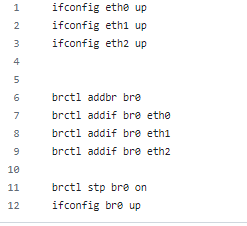 1 ifconfig eth0 up
2 ifconfig eth1 up
3 ifconfig eth2 up
4
5
6 brctl addbr br0
7 brctl addif br0 eth0
8 brctl addif br0 eth1
9 brctl addif br0 eth2
10
11 brctl stp br0 on
12 ifconfig br0 up